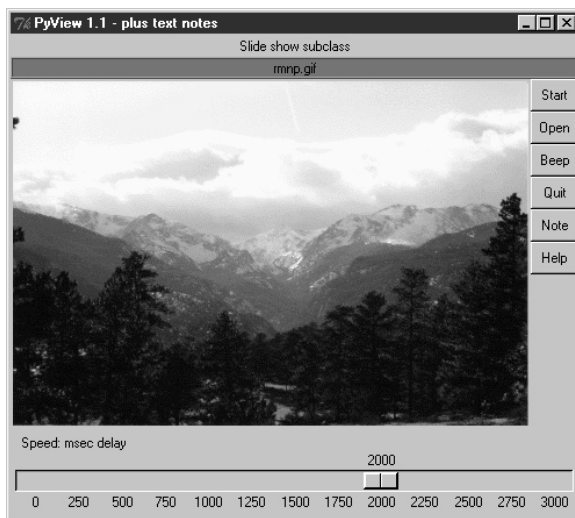 PyView 1.1 - plus text notes
Slide show subclass
rmnp.gif
Start
Open
Beep
Quit
Note
Help
Speed: msec delay
2000
0 250 500 750 1000 1250 1500 1750 2000 2250 2500 2750 3000